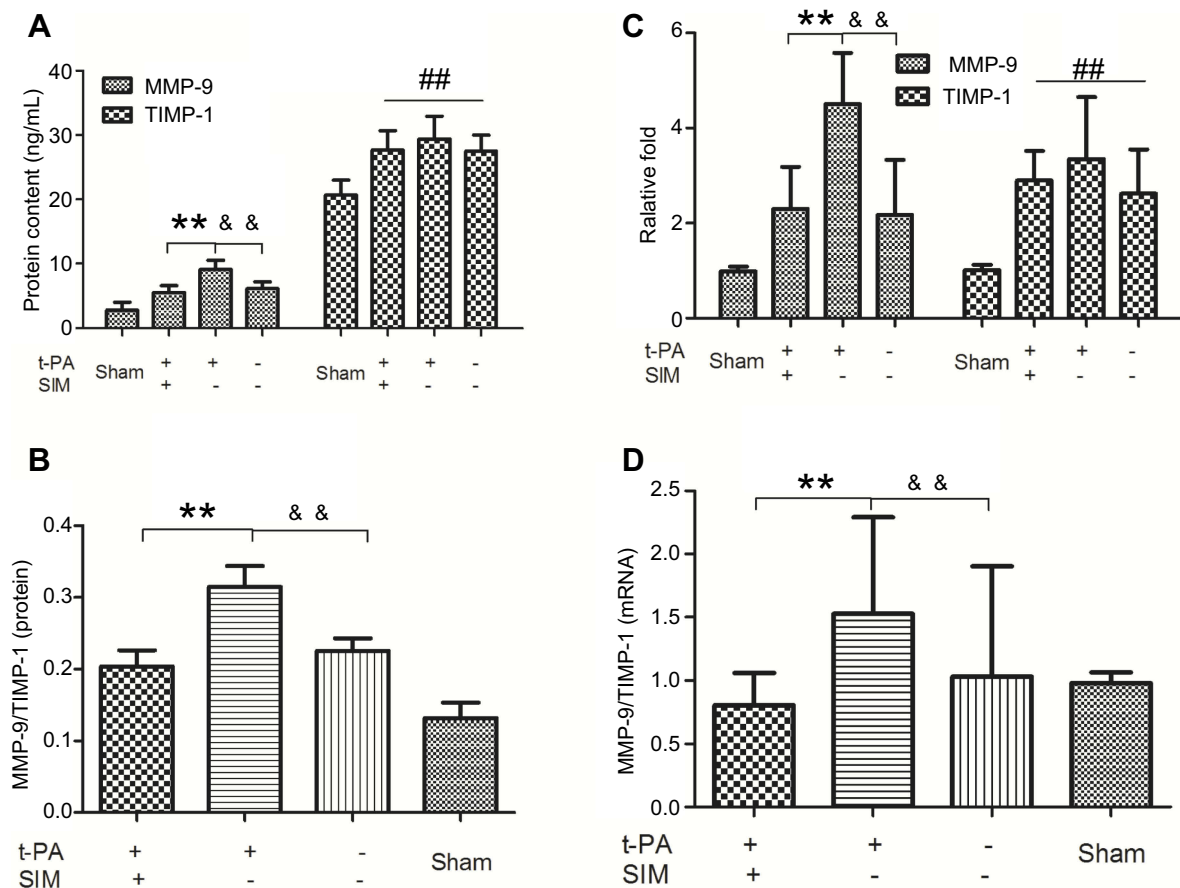 A
40
30
20
10
0
Protein content (ng/mL)
MMP-9
TIMP-1
** & &
##
t-PA Sham + + - Sham + + -
SIM + - - + - -
C
6
4
2
0
Ralative fold
** & &
MMP-9
TIMP-1
##
t-PA Sham + + - Sham + + -
SIM + - - + - -
B
0.4
0.3
0.2
0.1
0.0
MMP-9/TIMP-1 (protein)
** & &
t-PA + + - Sham
SIM + - -
D
2.5
2.0
1.5
1.0
0.5
0.0
MMP-9/TIMP-1 (mRNA)
** & &
t-PA + + - Sham
SIM + - -